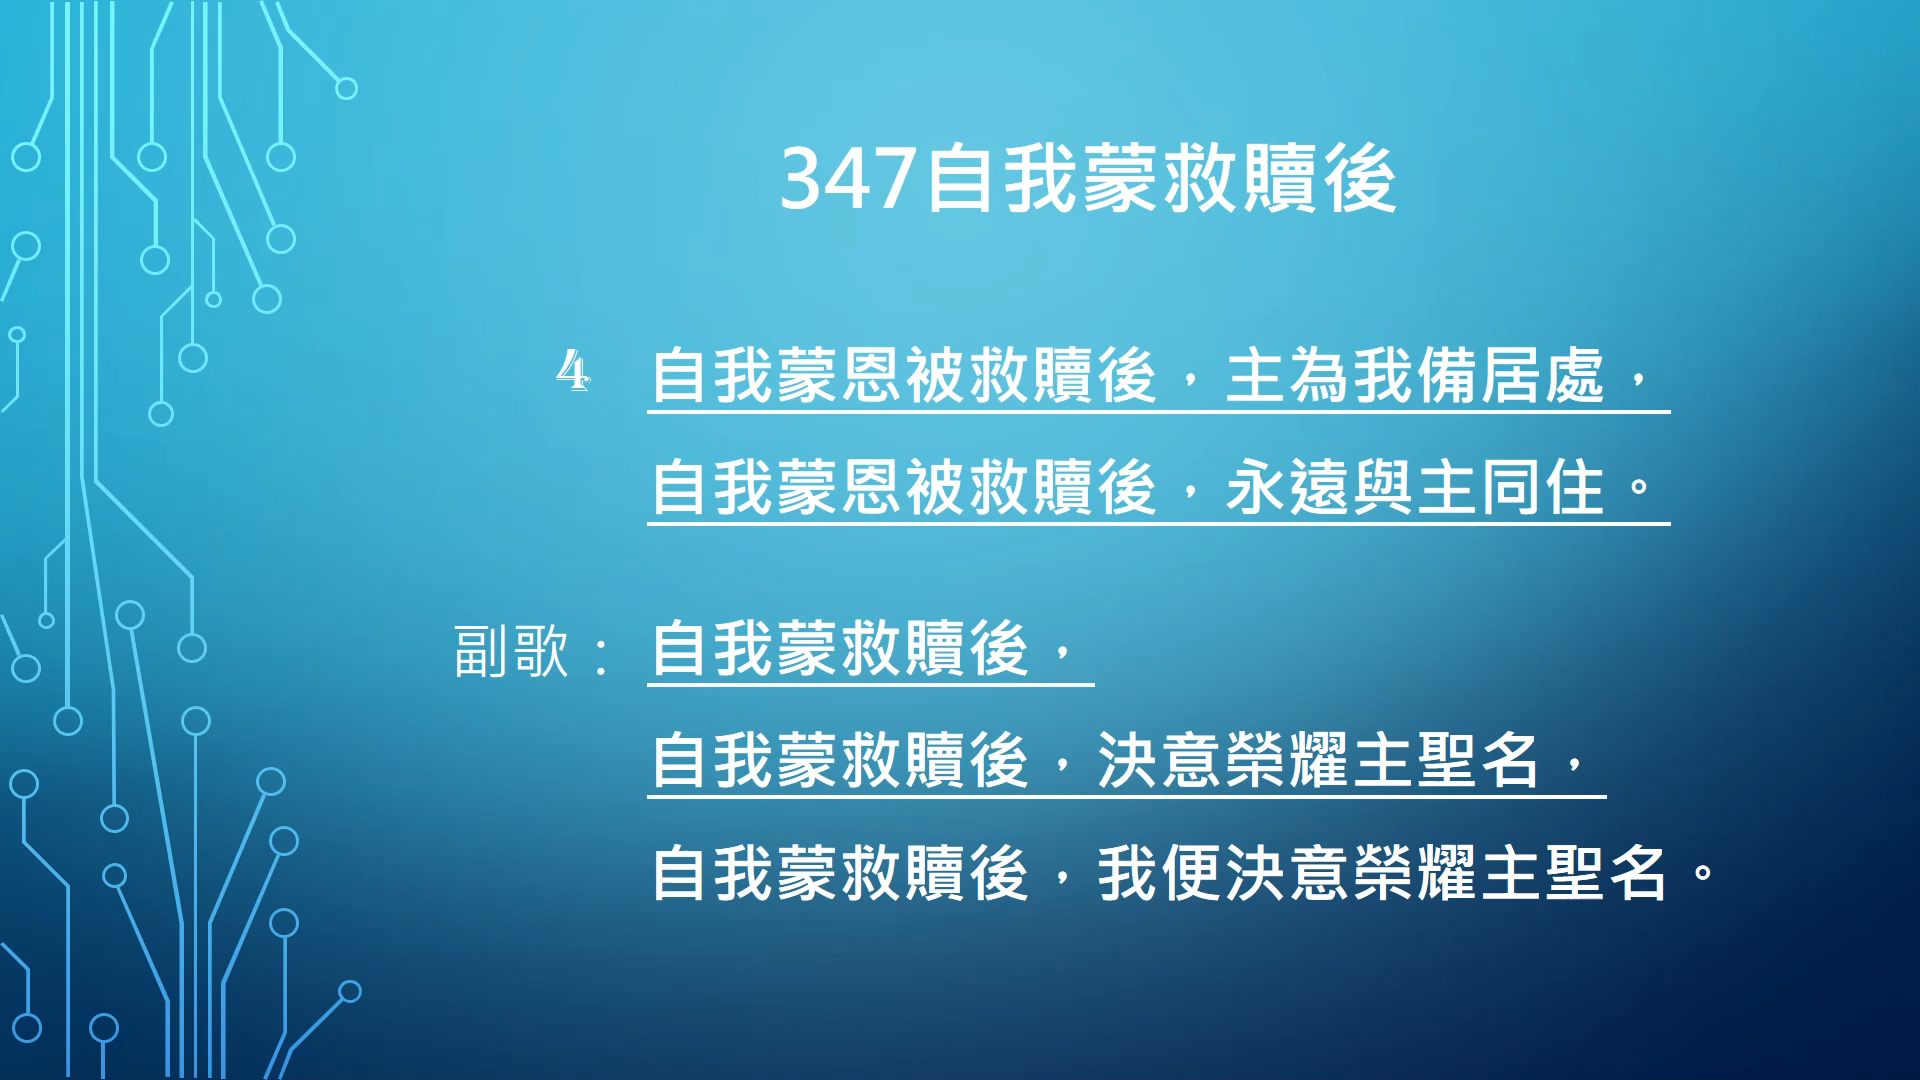 347自我蒙救贖後
4 自我蒙恩被救贖後，主為我備居處，
自我蒙恩被救贖後，永遠與主同住。
副歌：自我蒙救贖後，
自我蒙救贖後，決意榮耀主聖名，
自我蒙救贖後，我便決意榮耀主聖名。